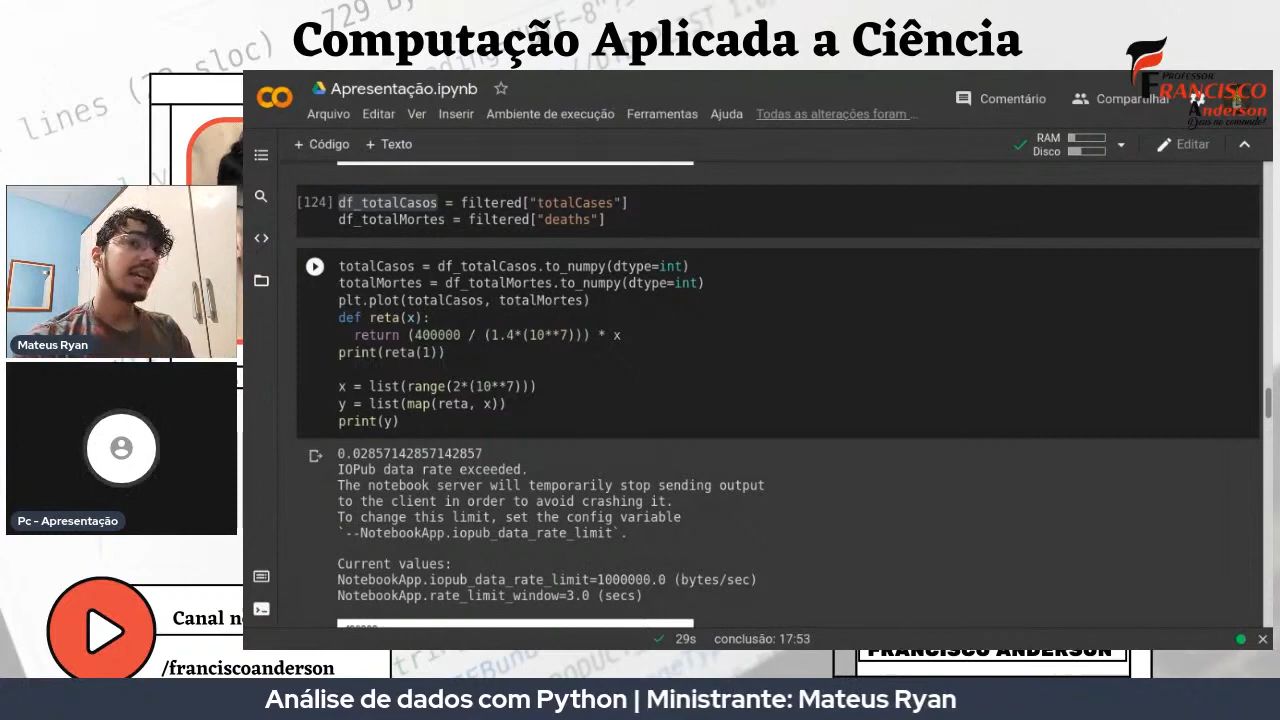 729 by
lines (
sloc)
Computação Aplicada a Ciência
PROFESSOR
FRANCISCO
Anderson
Deus no comando!
Apresentação.ipynb
Comentário
Compartilhar
Arquivo Editar Ver Inserir Ambiente de execução Ferramentas Ajuda Todas as alterações foram ...
+ Código + Texto
RAM
Disco
Editar
[124] df_totalCasos = filtered["totalCases"]
df_totalMortes = filtered["deaths"]
totalCasos = df_totalCasos.to_numpy(dtype=int)
totalMortes = df_totalMortes.to_numpy(dtype=int)
plt.plot(totalCasos, totalMortes)
def reta(x):
return (400000 / (1.4*(10**7))) * x
print(reta(1))
x = list(range(2*(10**7)))
y = list(map(reta, x))
print(y)
0.02857142857142857
IOPub data rate exceeded.
The notebook server will temporarily stop sending output
to the client in order to avoid crashing it.
To change this limit, set the config variable
`--NotebookApp.iopub_data_rate_limit`.
Current values:
NotebookApp.iopub_data_rate_limit=1000000.0 (bytes/sec)
NotebookApp.rate_limit_window=3.0 (secs)
29s conclusão: 17:53
Mateus Ryan
Pc - Apresentação
Canal n
/franciscoanderson
FRANCISCO ANDERSON
Análise de dados com Python | Ministrante: Mateus Ryan